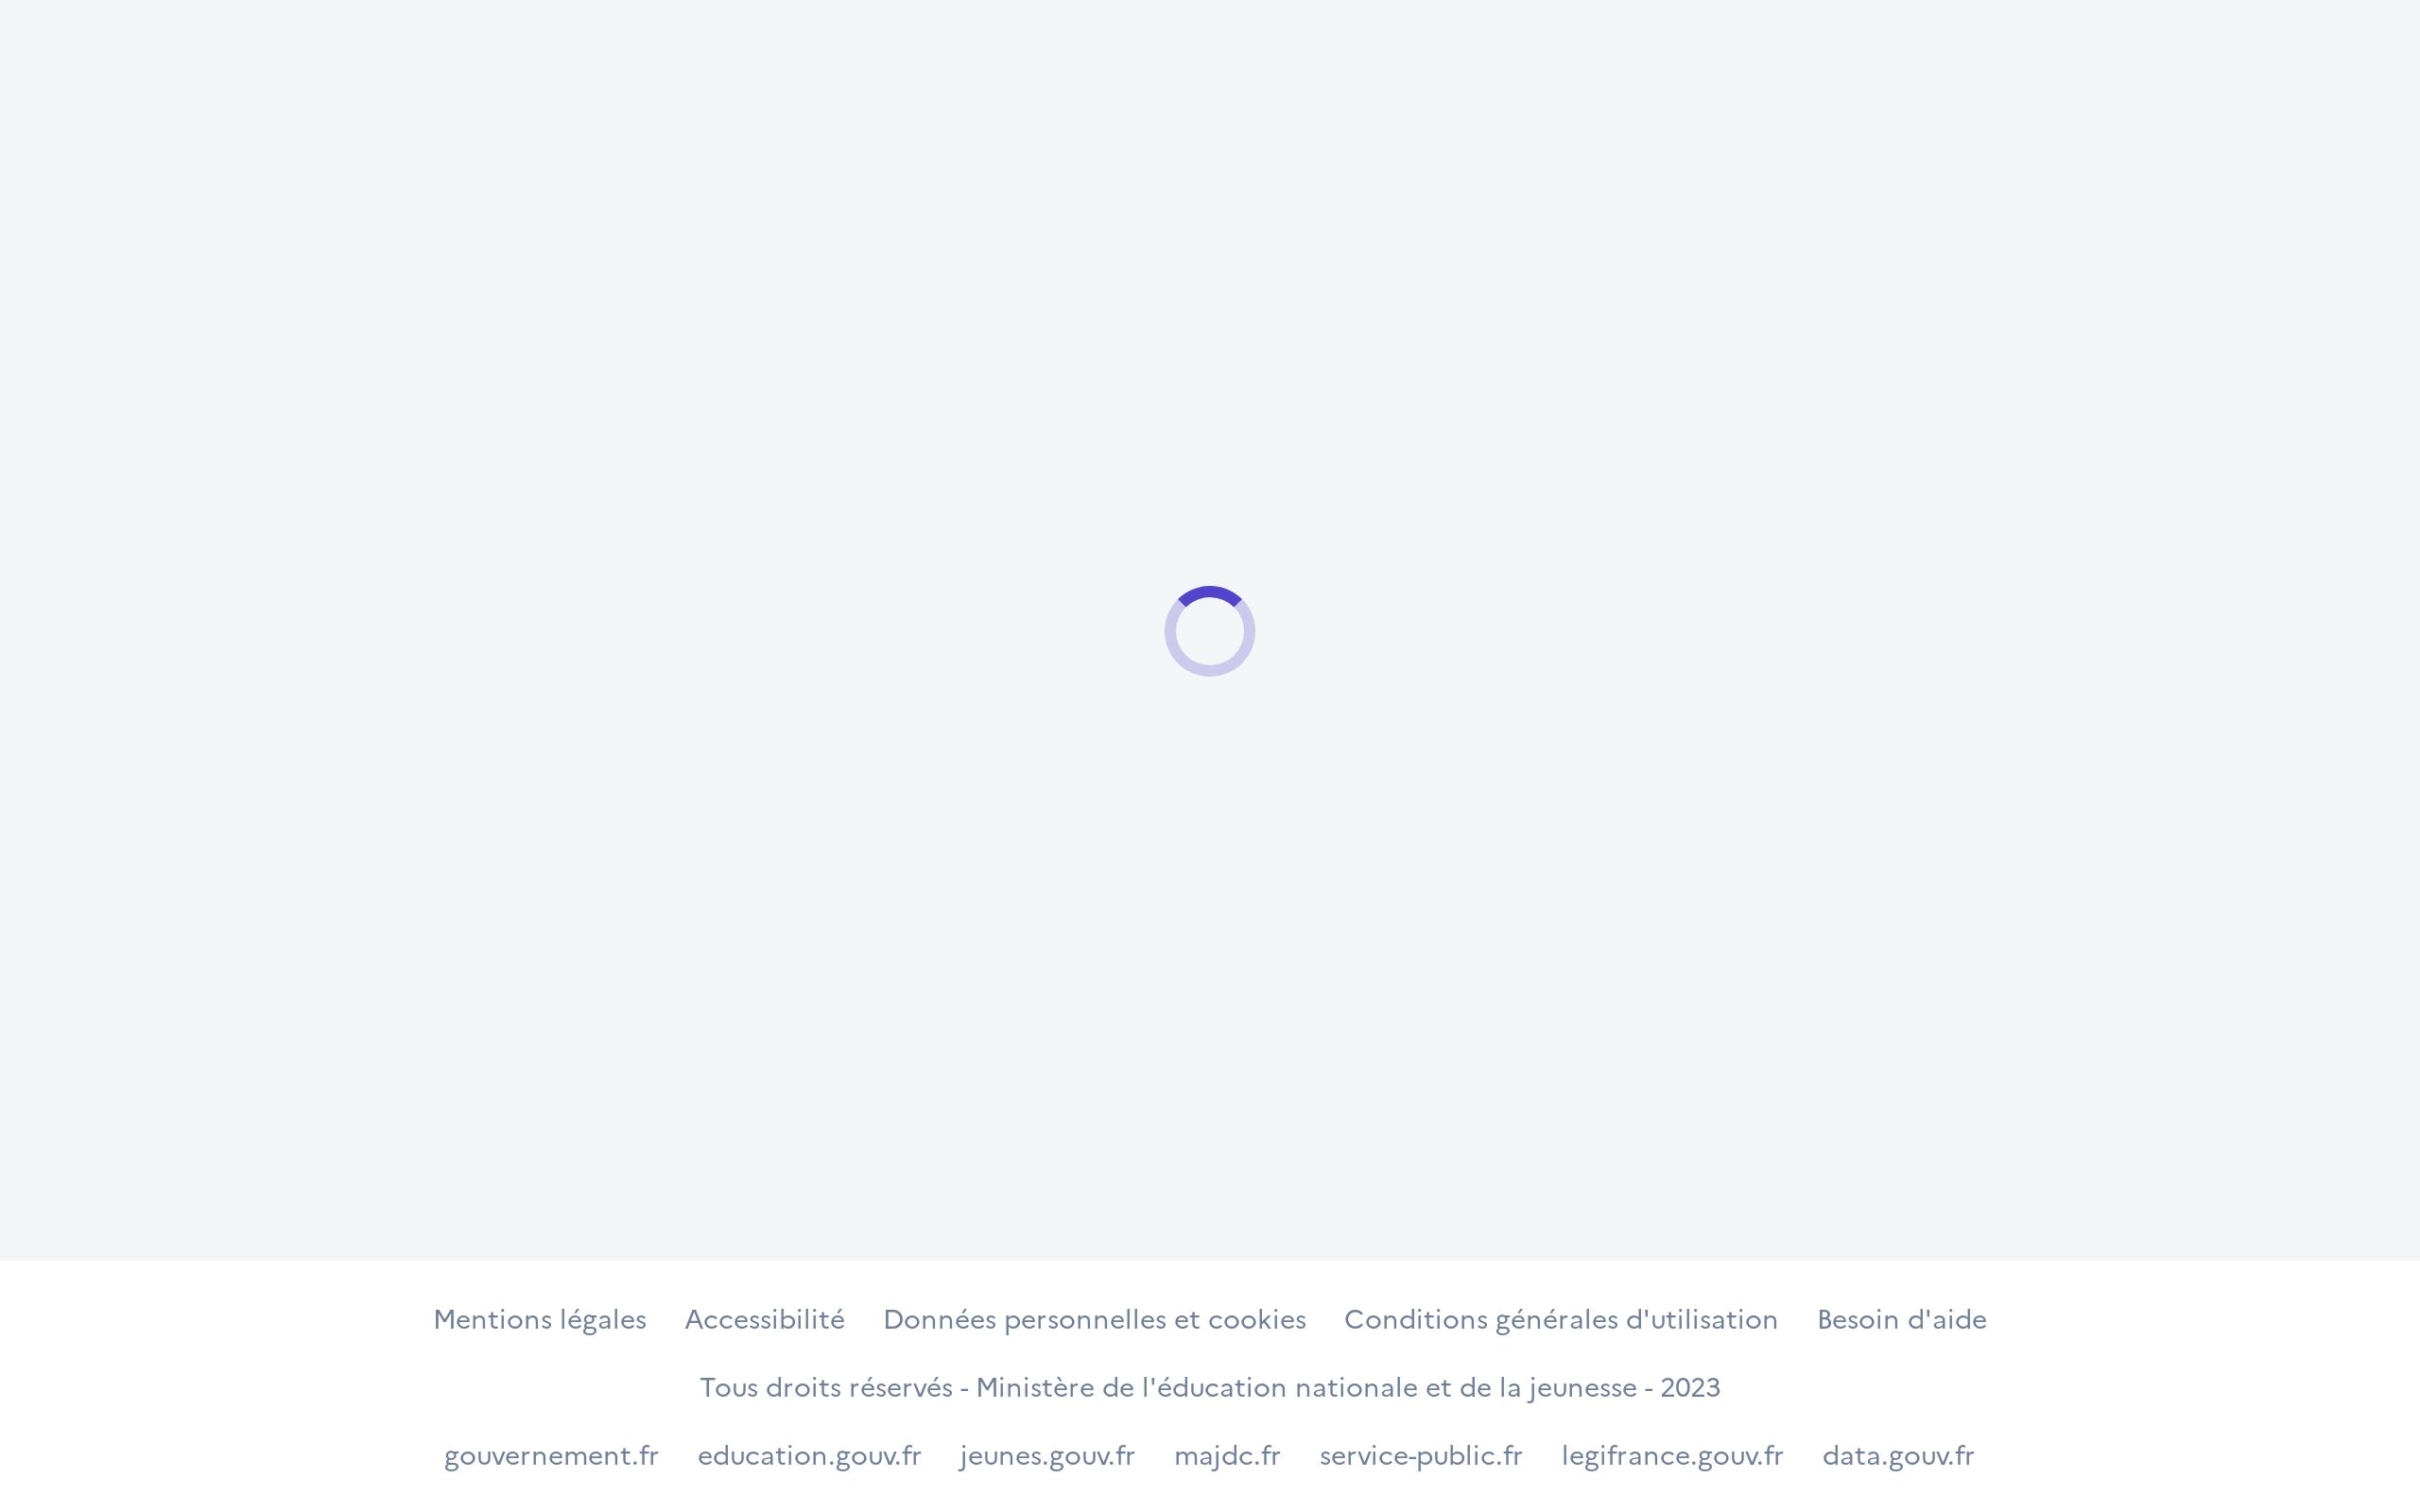 Mentions légales Accessibilité Données personnelles et cookies Conditions générales d'utilisation Besoin d'aide
Tous droits réservés - Ministère de l'éducation nationale et de la jeunesse - 2023
gouvernement.fr education.gouv.fr jeunes.gouv.fr majdc.fr service-public.fr legifrance.gouv.fr data.gouv.fr